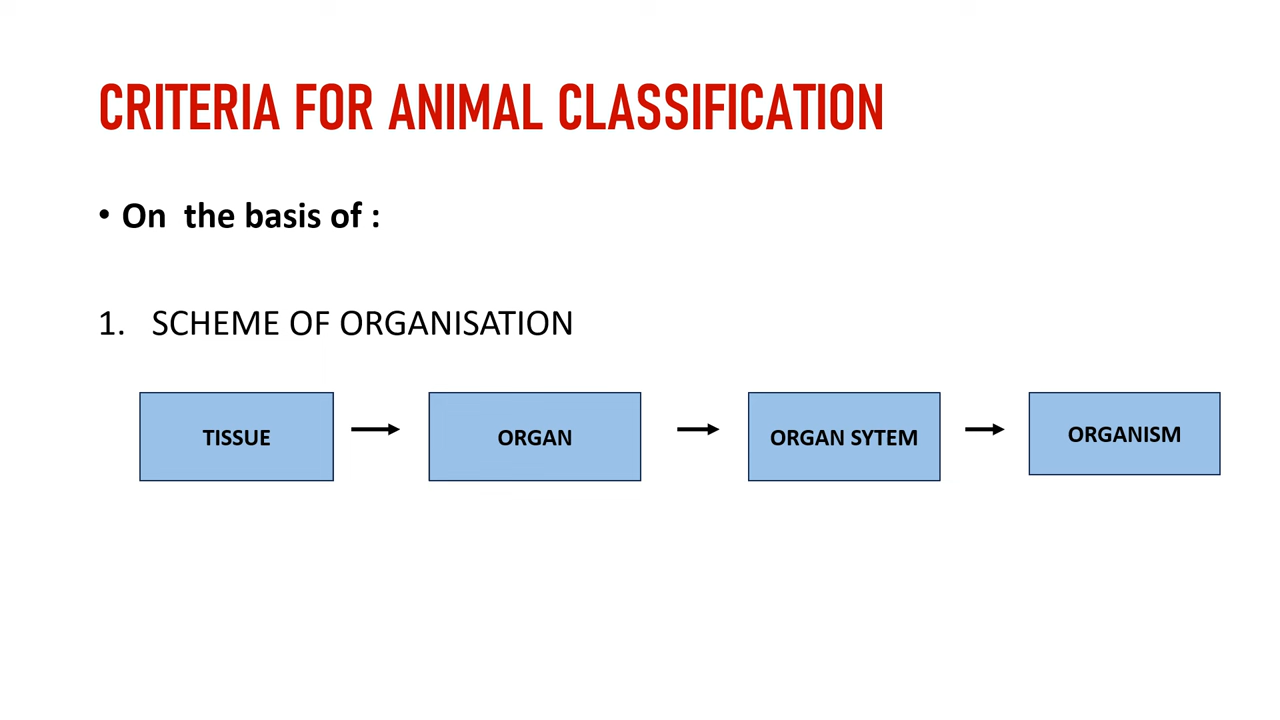 CRITERIA FOR ANIMAL CLASSIFICATION
• On the basis of :
1. SCHEME OF ORGANISATION
TISSUE
ORGAN
ORGAN SYTEM
ORGANISM